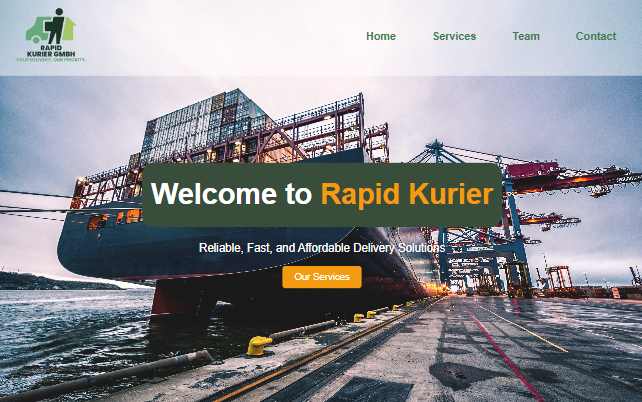 RAPID
KURIER GMBH
YOUR DELIVERY, OUR PRIORITY.
Home
Services
Team
Contact
Welcome to Rapid Kurier
Reliable, Fast, and Affordable Delivery Solutions
Our Services